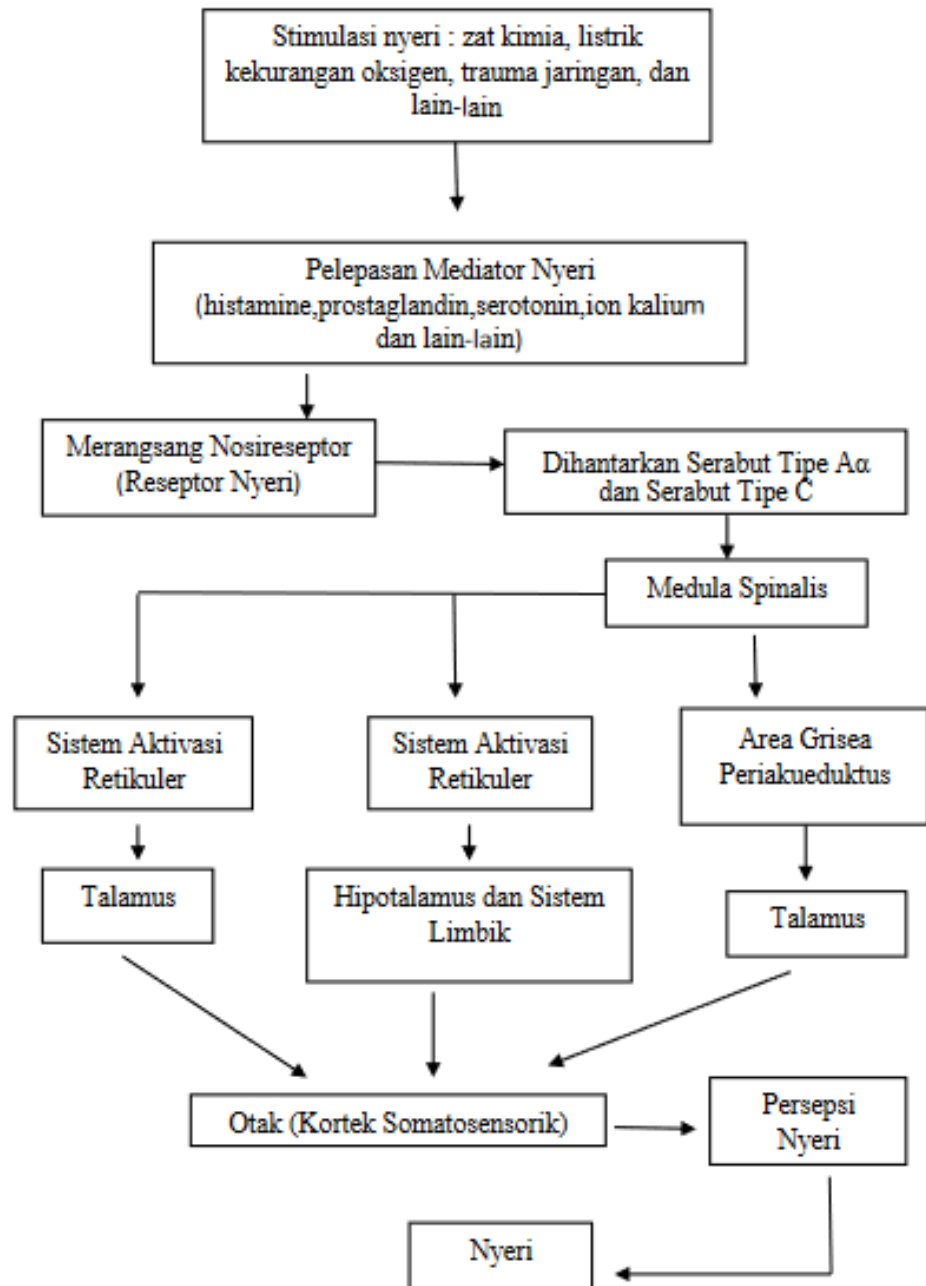 Stimulasi nyeri : zat kimia, listrik
kekurangan oksigen, trauma jaringan, dan
lain-lain
Pelepasan Mediator Nyeri
(histamine,prostaglandin,serotonin,ion kalium
dan lain-lain)
Merangsang Nosireseptor
(Reseptor Nyeri)
Dihantarkan Serabut Tipe Aα
dan Serabut Tipe C
Medula Spinalis
Sistem Aktivasi
Retikuler
Sistem Aktivasi
Retikuler
Area Grisea
Periakueduktus
Talamus
Hipotalamus dan Sistem
Limbik
Talamus
Otak (Kortek Somatosensorik)
Persepsi
Nyeri
Nyeri